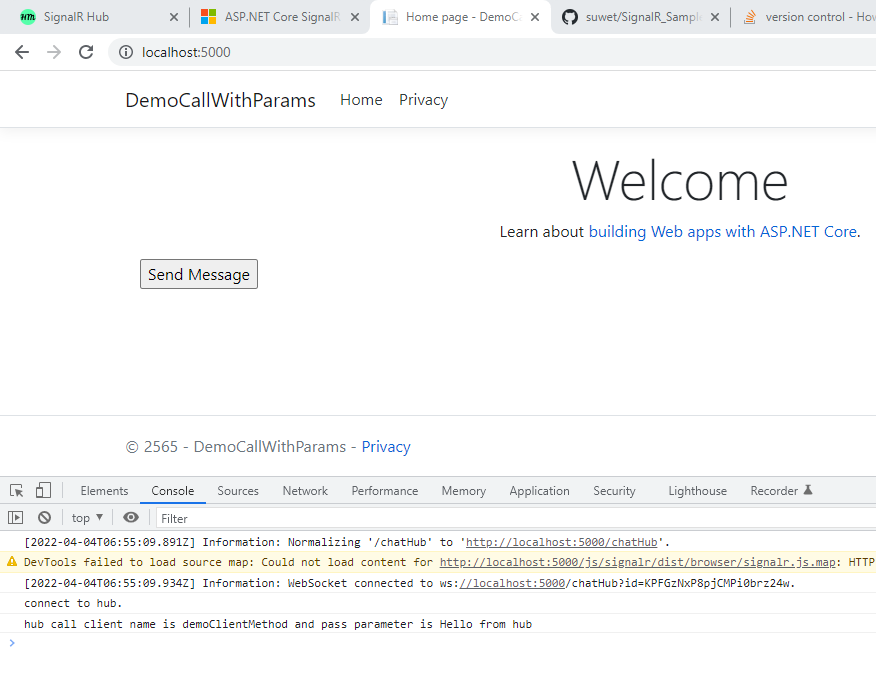 SignalR Hub
ASP.NET Core SignalR
Home page - DemoCa
suwet/SignalR_Sampl
version control - How
localhost:5000
DemoCallWithParams Home Privacy
Welcome
Learn about building Web apps with ASP.NET Core.
Send Message
© 2565 - DemoCallWithParams - Privacy
Elements Console Sources Network Performance Memory Application Security Lighthouse Recorder
top ▼ Filter
[2022-04-04T06:55:09.891Z] Information: Normalizing '/chatHub' to 'http://localhost:5000/chatHub'.
DevTools failed to load source map: Could not load content for http://localhost:5000/js/signalr/dist/browser/signalr.js.map: HTTP
[2022-04-04T06:55:09.934Z] Information: WebSocket connected to ws://localhost:5000/chatHub?id=KPFGzNxP8pjCMPi0brz24w.
connect to hub.
hub call client name is demoClientMethod and pass parameter is Hello from hub